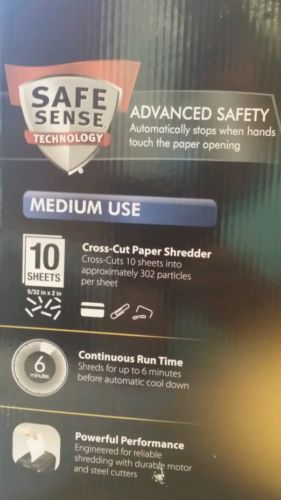 SAFE
SENSE
TECHNOLOGY
ADVANCED SAFETY
Automatically stops when hands
touch the paper opening
MEDIUM USE
10
SHEETS
5/32 in x 2 in
Cross-Cut Paper Shredder
Cross-Cuts 10 sheets into
approximately 302 particles
per sheet
6
minutes
Continuous Run Time
Shreds for up to 6 minutes
before automatic cool down
Powerful Performance
Engineered for reliable
shredding with durable motor
and steel cutters